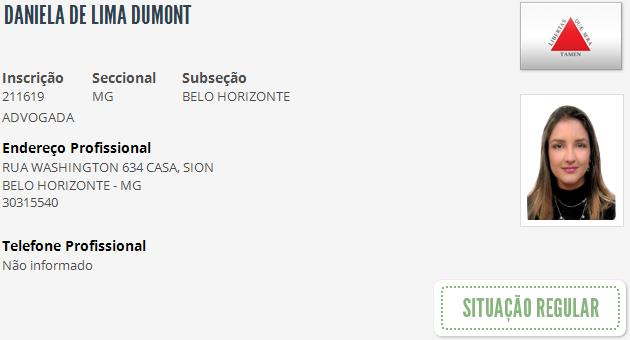 DANIELA DE LIMA DUMONT
LIBERTAS QUÆ SERA
TAMEN
Inscrição Seccional Subseção
211619 MG BELO HORIZONTE
ADVOGADA
Endereço Profissional
RUA WASHINGTON 634 CASA, SION
BELO HORIZONTE - MG
30315540
Telefone Profissional
Não informado
SITUAÇÃO REGULAR